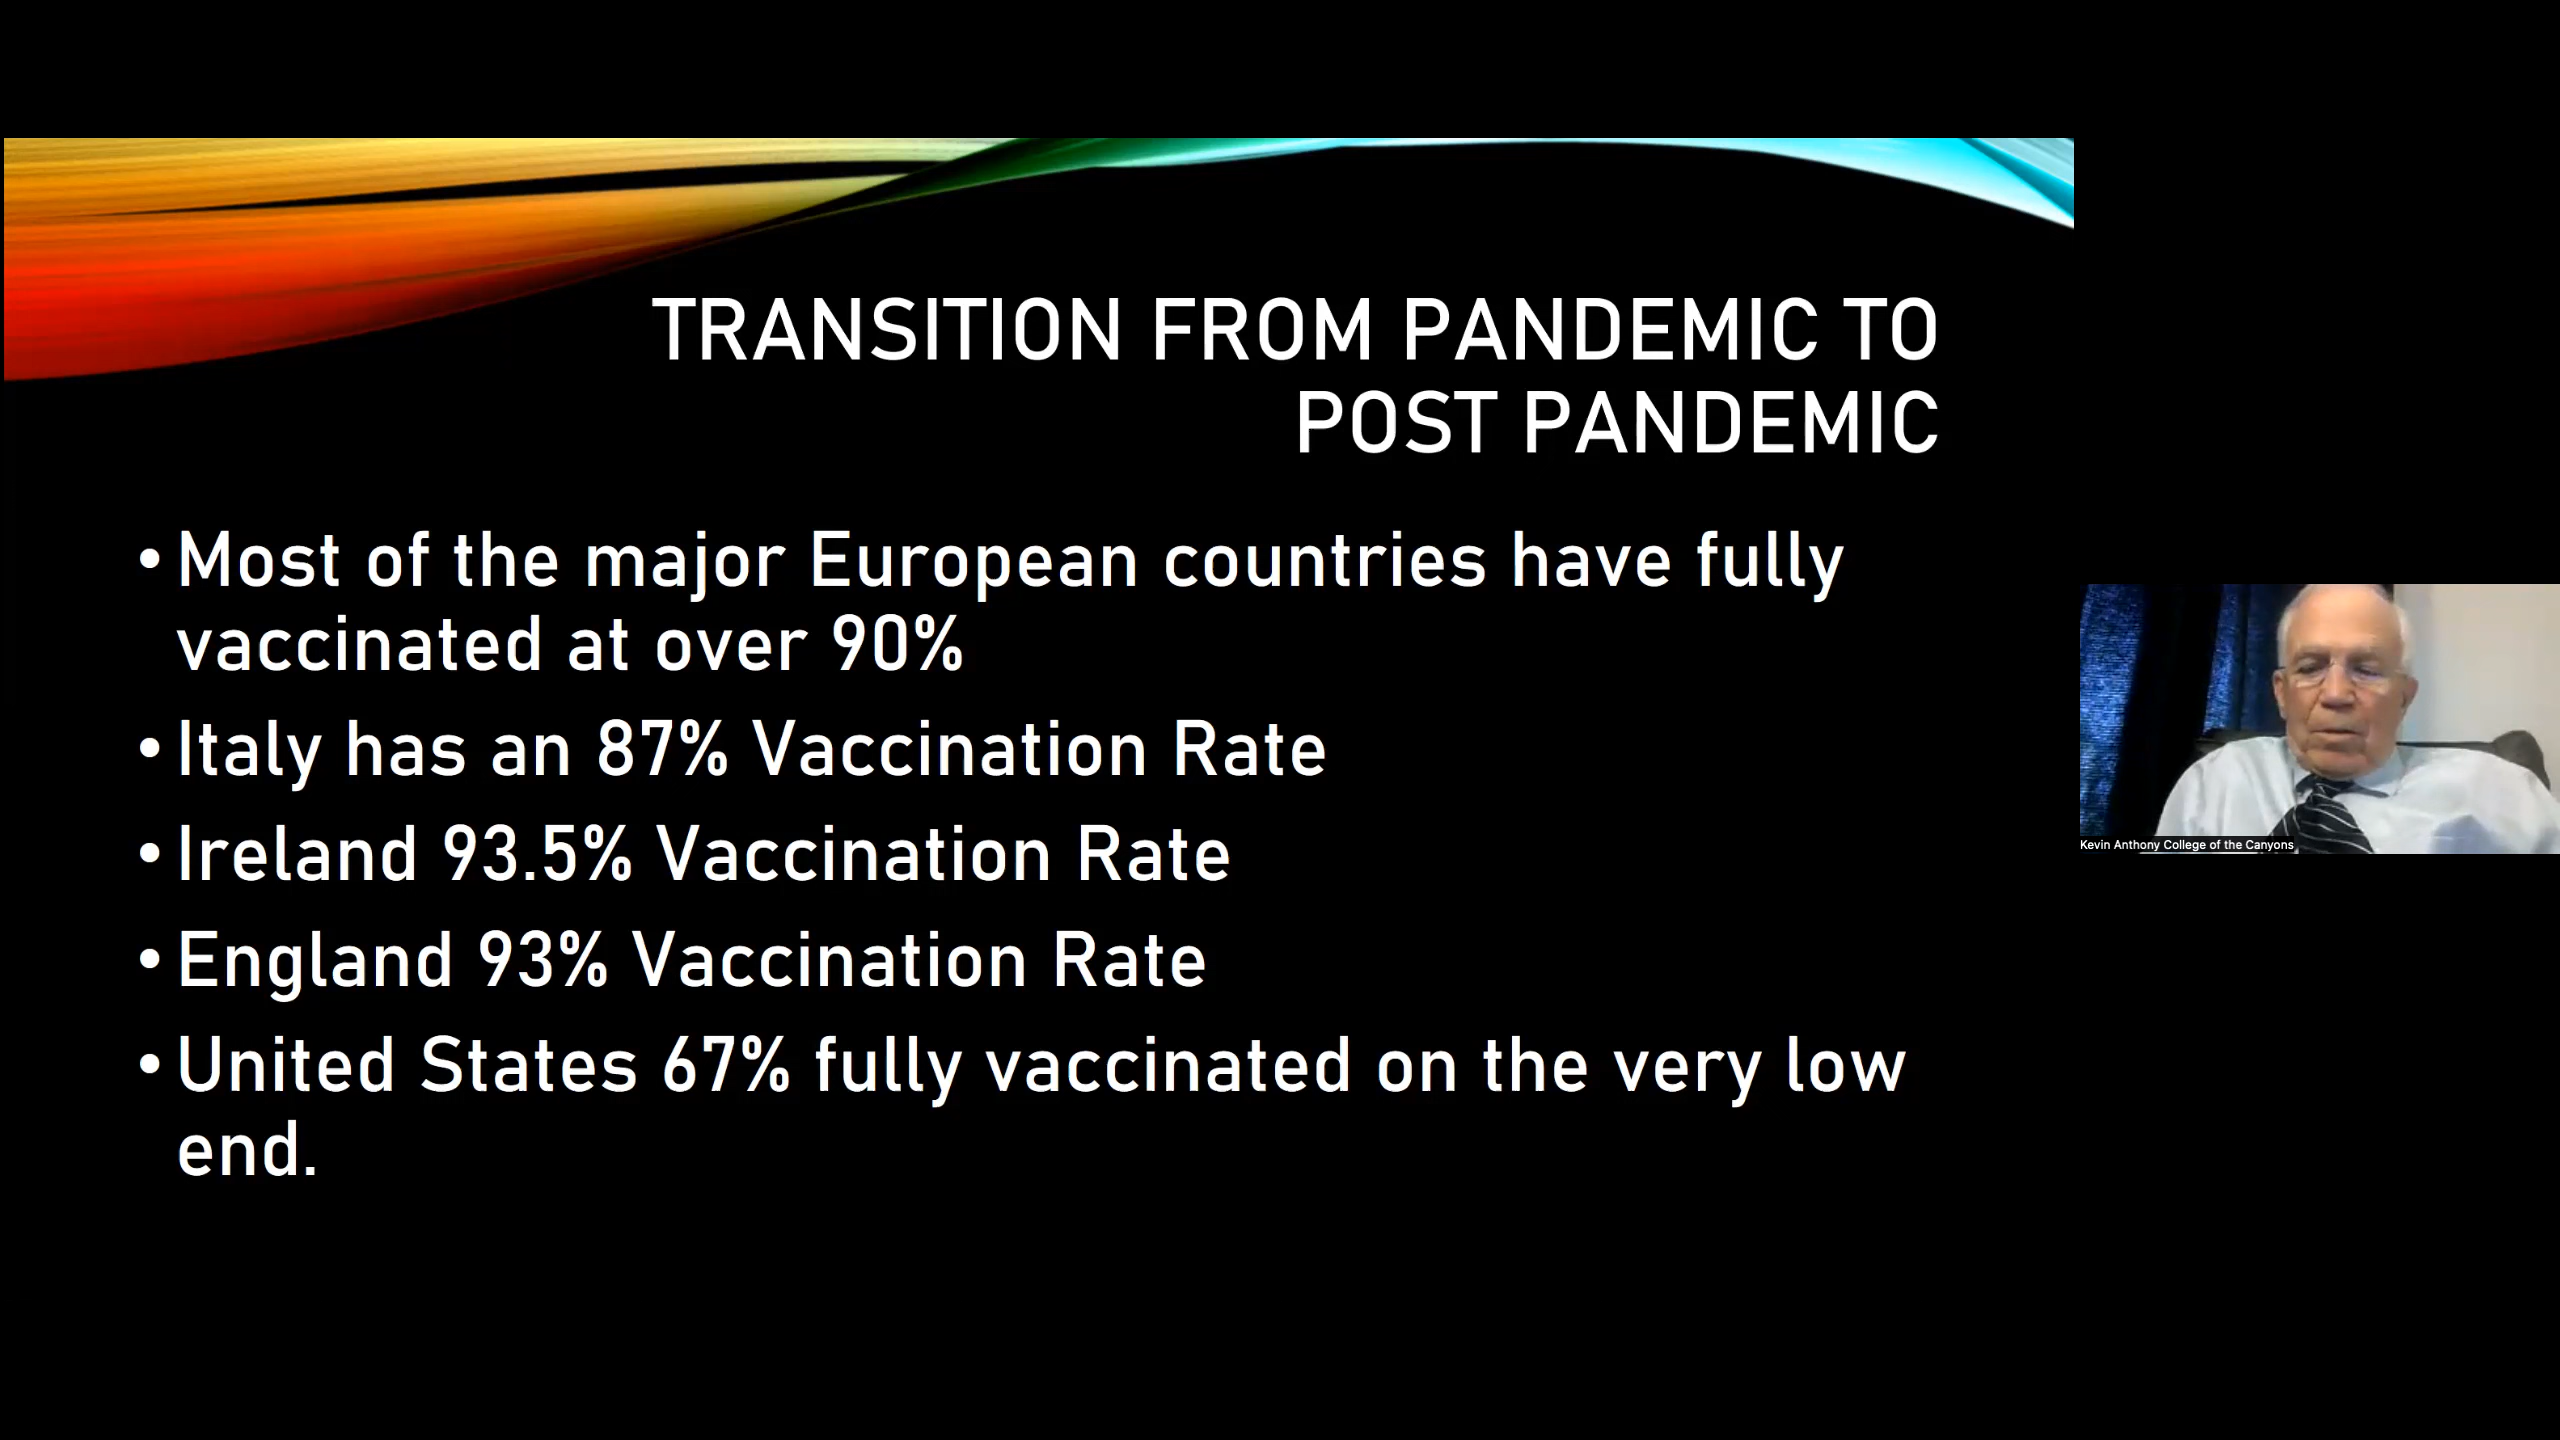 TRANSITION FROM PANDEMIC TO
POST PANDEMIC
• Most of the major European countries have fully
vaccinated at over 90%
• Italy has an 87% Vaccination Rate
• Ireland 93.5% Vaccination Rate
• England 93% Vaccination Rate
• United States 67% fully vaccinated on the very low
end.
Kevin Anthony College of the Canyons